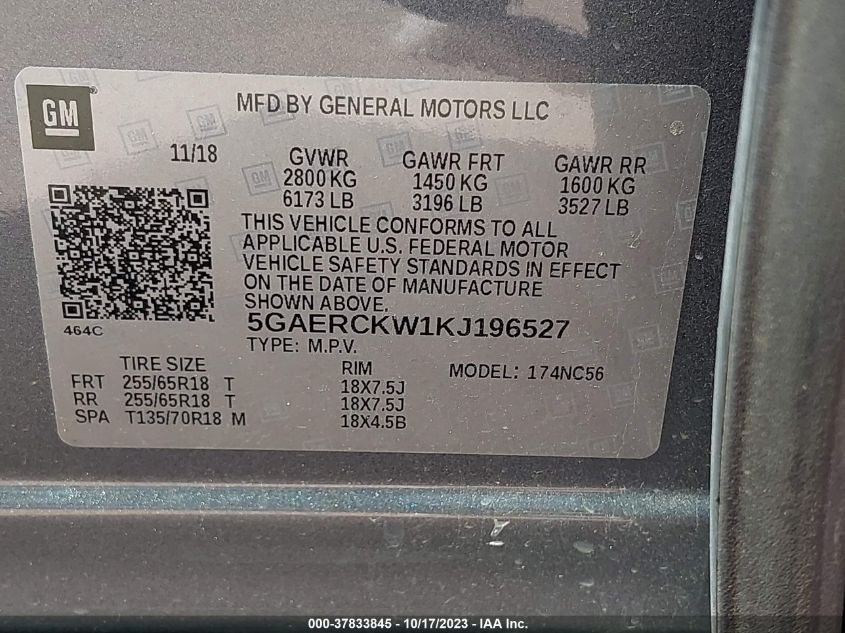 GM
MFD BY GENERAL MOTORS LLC
11/18 GVWR GAWR FRT GAWR RR
2800 KG 1450 KG 1600 KG
6173 LB 3196 LB 3527 LB
THIS VEHICLE CONFORMS TO ALL
APPLICABLE U.S. FEDERAL MOTOR
VEHICLE SAFETY STANDARDS IN EFFECT
ON THE DATE OF MANUFACTURE
SHOWN ABOVE.
464C
5GAERCKW1KJ196527
TYPE: M.P.V.
TIRE SIZE RIM MODEL: 174NC56
FRT 255/65R18 T 18X7.5J
RR 255/65R18 T 18X7.5J
SPA T135/70R18 M 18X4.5B
000-37833845 - 10/17/2023 - IAA Inc.